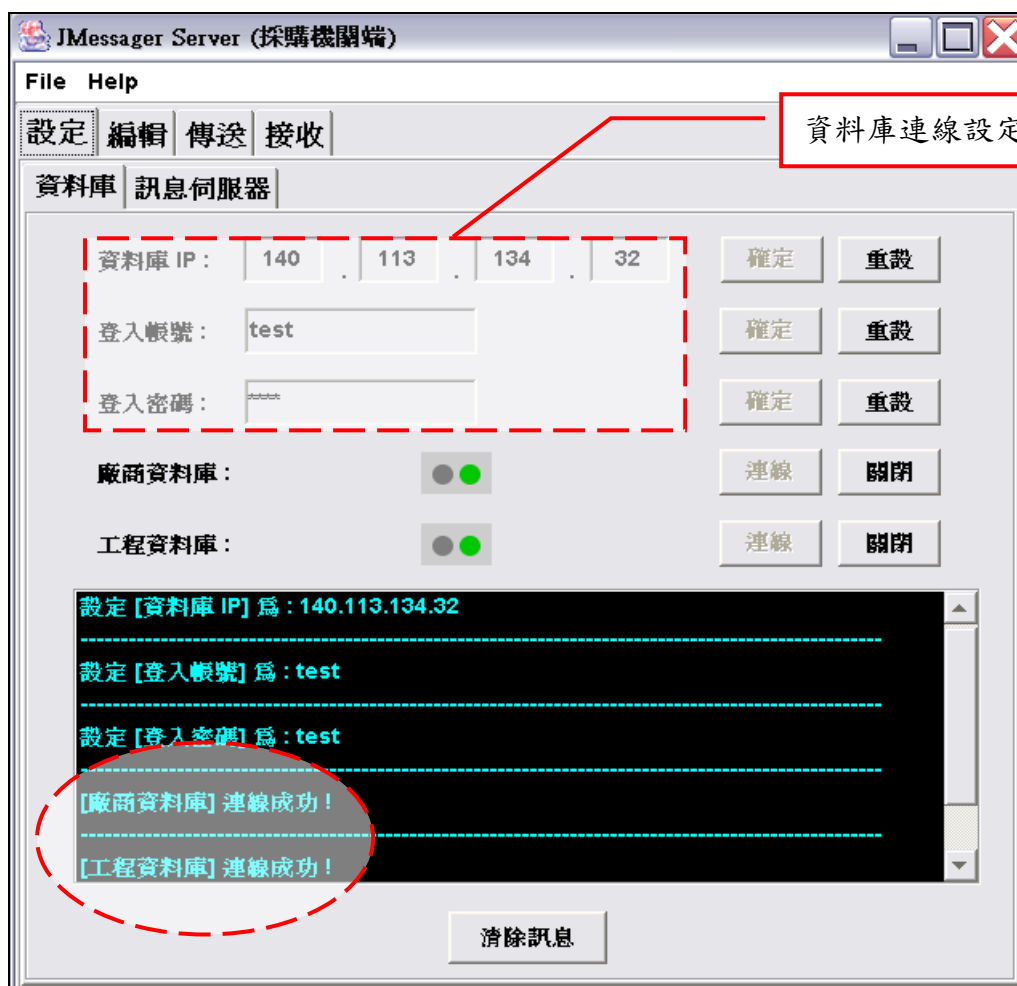 JMessager Server (採購機關端)
File Help
設定 編輯 傳送 接收
資料庫連線設定
資料庫 訊息伺服器
資料庫 IP : 140 . 113 . 134 . 32 確定 重設
登入帳號 : test 確定 重設
登入密碼 : **** 確定 重設
廠商資料庫 : 連線 關閉
工程資料庫 : 連線 關閉
設定 [資料庫 IP] 為 : 140.113.134.32
--------------------------------------------------------------------------------------------
設定 [登入帳號] 為 : test
--------------------------------------------------------------------------------------------
設定 [登入密碼] 為 : test
--------------------------------------------------------------------------------------------
[廠商資料庫] 連線成功 !
--------------------------------------------------------------------------------------------
[工程資料庫] 連線成功 !
清除訊息